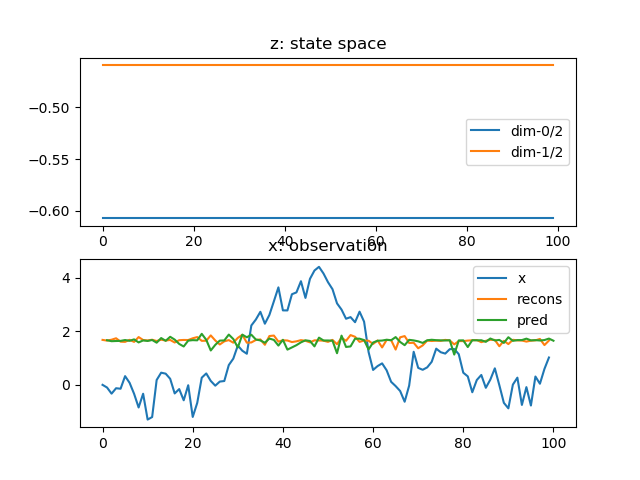 z: state space
−0.50
−0.55
−0.60
dim-0/2
dim-1/2
0 20 40 60 80 100
x: observation
4
2
0
x
recons
pred
0 20 40 60 80 100